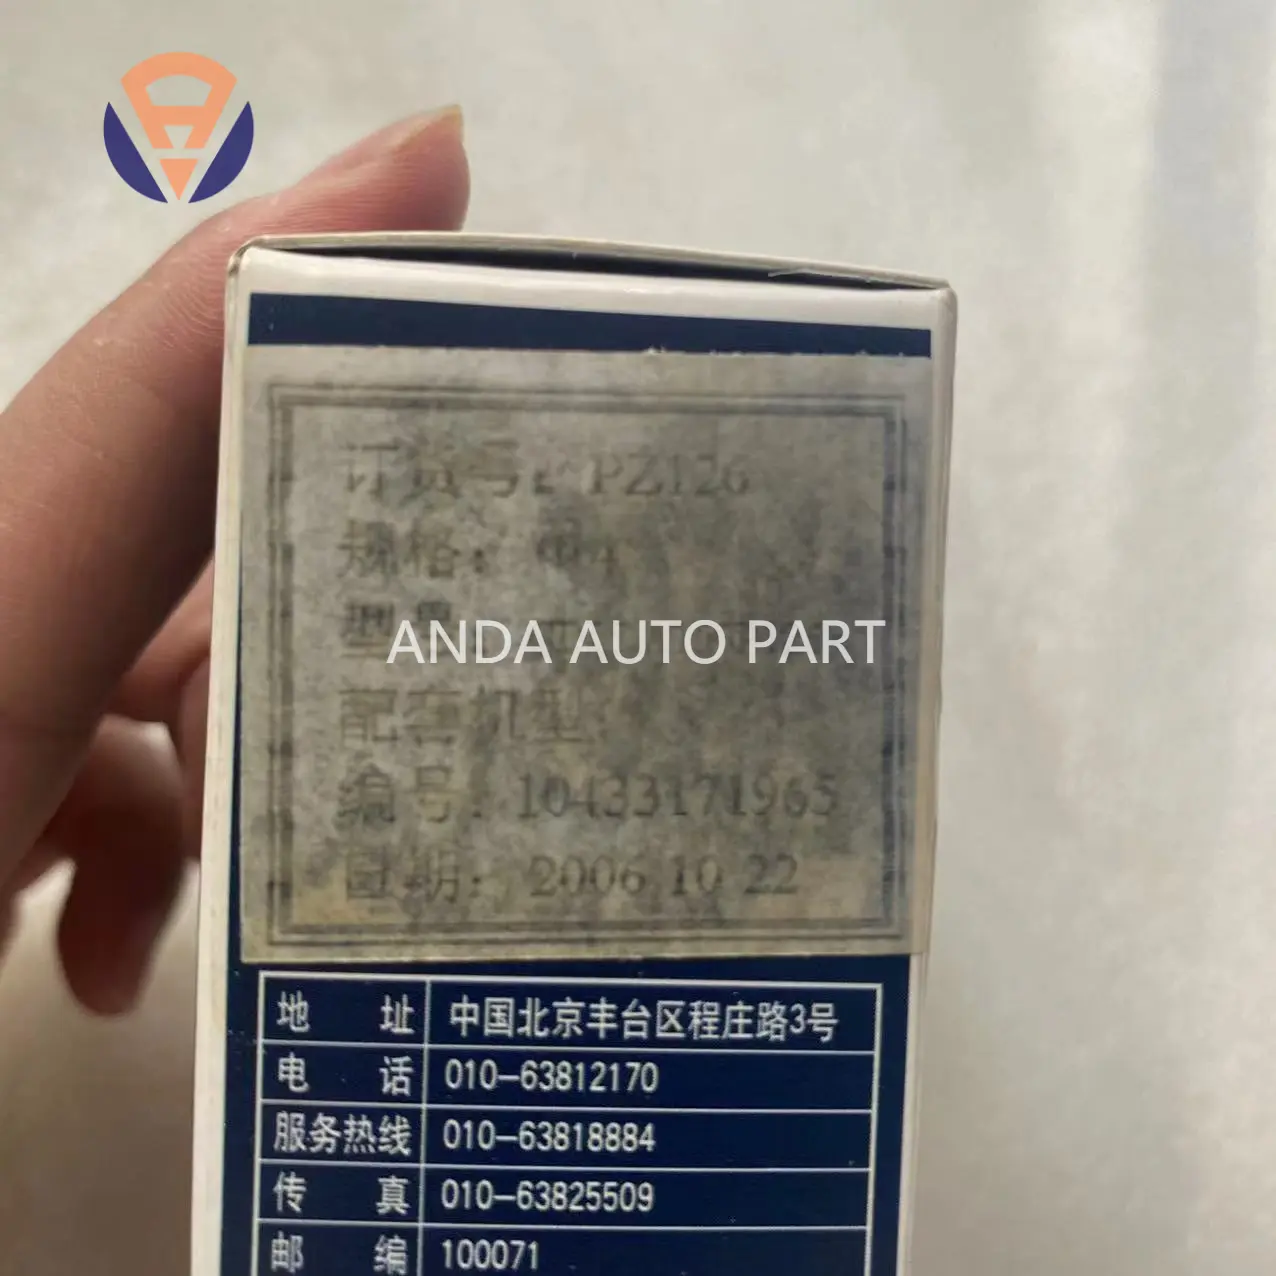 订货号: PZ126
规格:
型号:
ANDA AUTO PART
配套机型
编号: 10433171965
日期: 2006 10 22
地 址 中国北京丰台区程庄路3号
电 话 010-63812170
服务热线 010-63818884
传 真 010-63825509
邮 编 100071